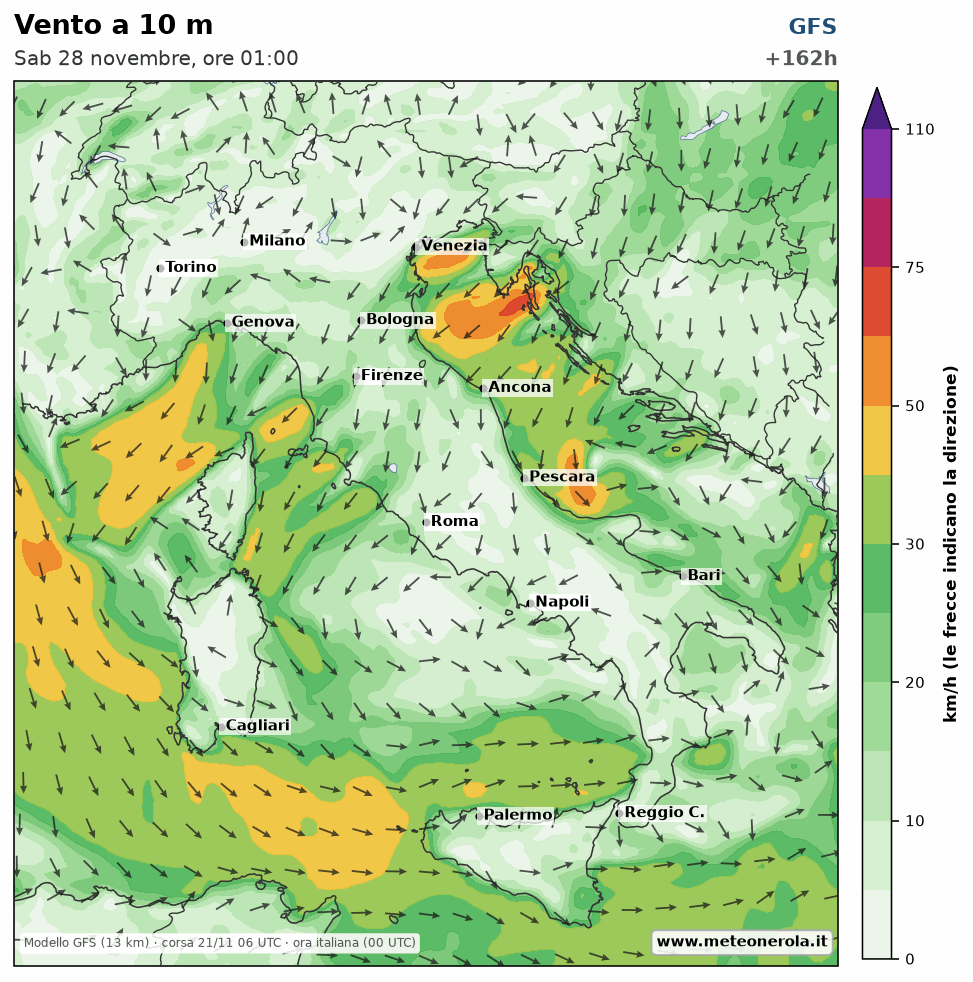 Vento a 10 m
GFS
Sab 28 novembre, ore 01:00
+162h
110
75
50
30
20
10
0
km/h (le frecce indicano la direzione)
Venezia
Milano
Torino
Genova
Bologna
Firenze
Ancona
Pescara
Roma
Bari
Napoli
Cagliari
Palermo
Reggio C.
Modello GFS (13 km) · corsa 21/11 06 UTC · ora italiana (00 UTC)
www.meteonerola.it